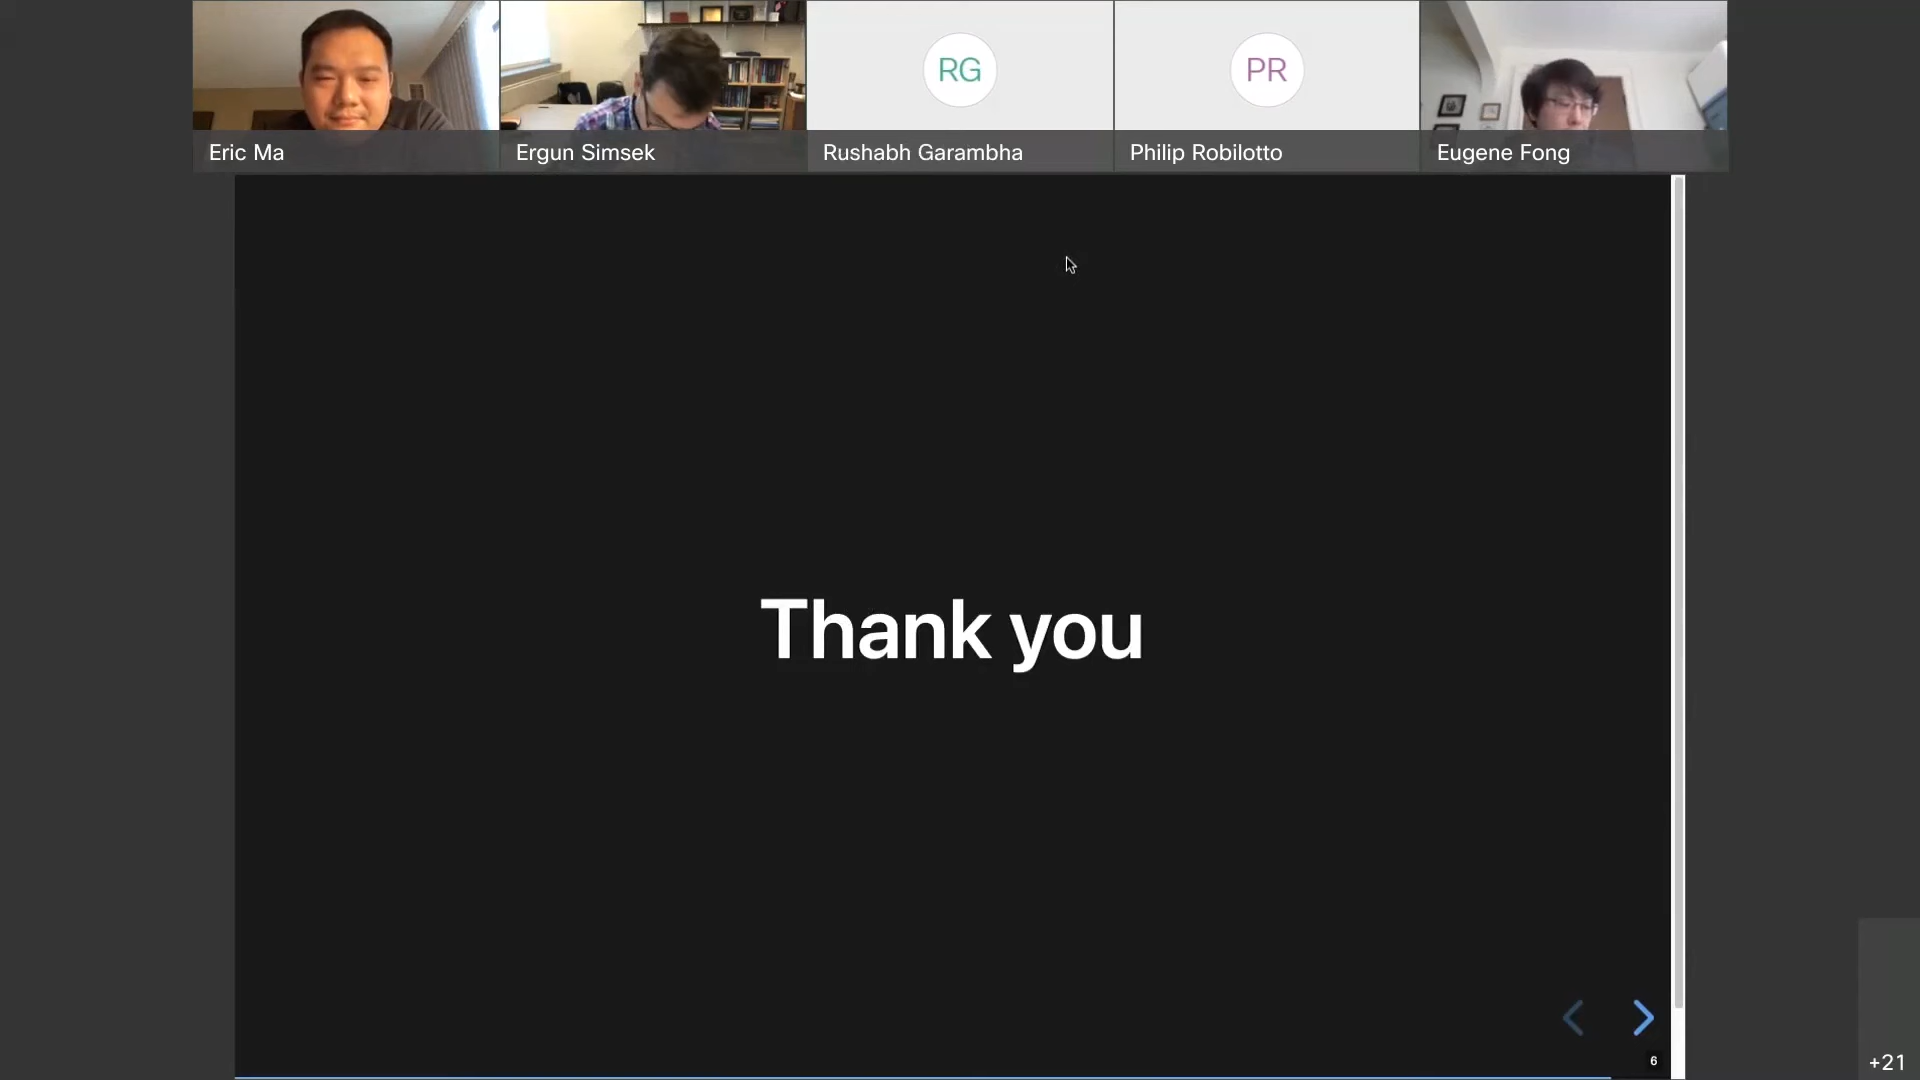 RG
PR
Eric Ma
Ergun Simsek
Rushabh Garambha
Philip Robilotto
Eugene Fong
Thank you
6
+21